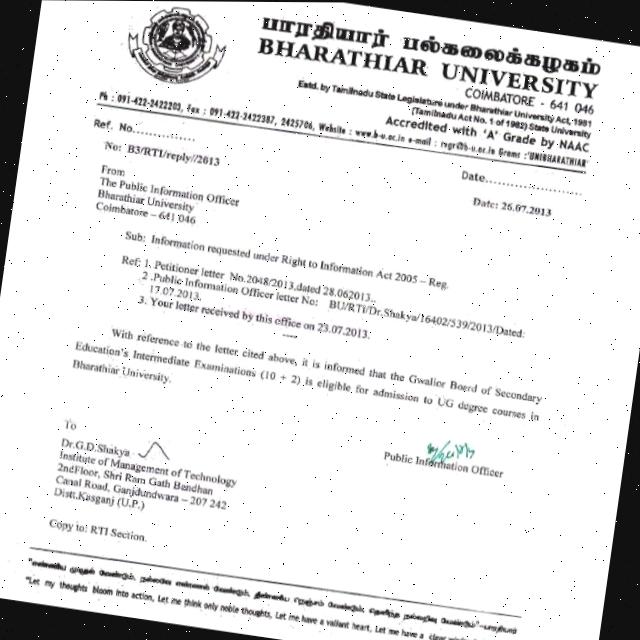 பாரதியார் பல்கலைக்கழகம்
BHARATHIAR UNIVERSITY
COIMBATORE - 641 046
Estd. by Tamilnadu State Legislature under Bharathiar University Act, 1981
(Tamilnadu Act No. 1 of 1982) State University
Accredited with 'A' Grade by NAAC
Ph : 091-422-2422203, Fax : 091-422-2422387, 2425706, Website : www.b-u.ac.in e-mail : rvgr@b-u.ac.in Grams : 'UNIBHARATHIAR'
Ref. No..............
Date......................
No: B3/RTI/reply//2013
Date: 26.07.2013
From
The Public Information Officer
Bharathiar University
Coimbatore – 641 046
Sub: Information requested under Right to Information Act 2005 – Reg.
Ref: 1. Petitioner letter No.2048/2013.dated 28.062013..
2 .Public Information Officer letter No: BU/RTI/Dr.Shakya/16402/539/2013/Dated:
17.07.2013.
3. Your letter received by this office on 23.07.2013.
With reference to the letter cited above, it is informed that the Gwalior Board of Secondary
Education's Intermediate Examinations (10 + 2) is eligible for admission to UG degree courses in
Bharathiar University.
To
Dr.G.D.Shakya
Institute of Management of Technology
2ndFloor, Shri Ram Gath Bandhan
Canal Road, Ganjdundwara – 207 242
Distt.Kasganj (U.P.)
Public Information Officer
Copy to: RTI Section.
"Let my thoughts bloom into action, Let me think only noble thoughts, Let me have a valiant heart, Let me have a clear